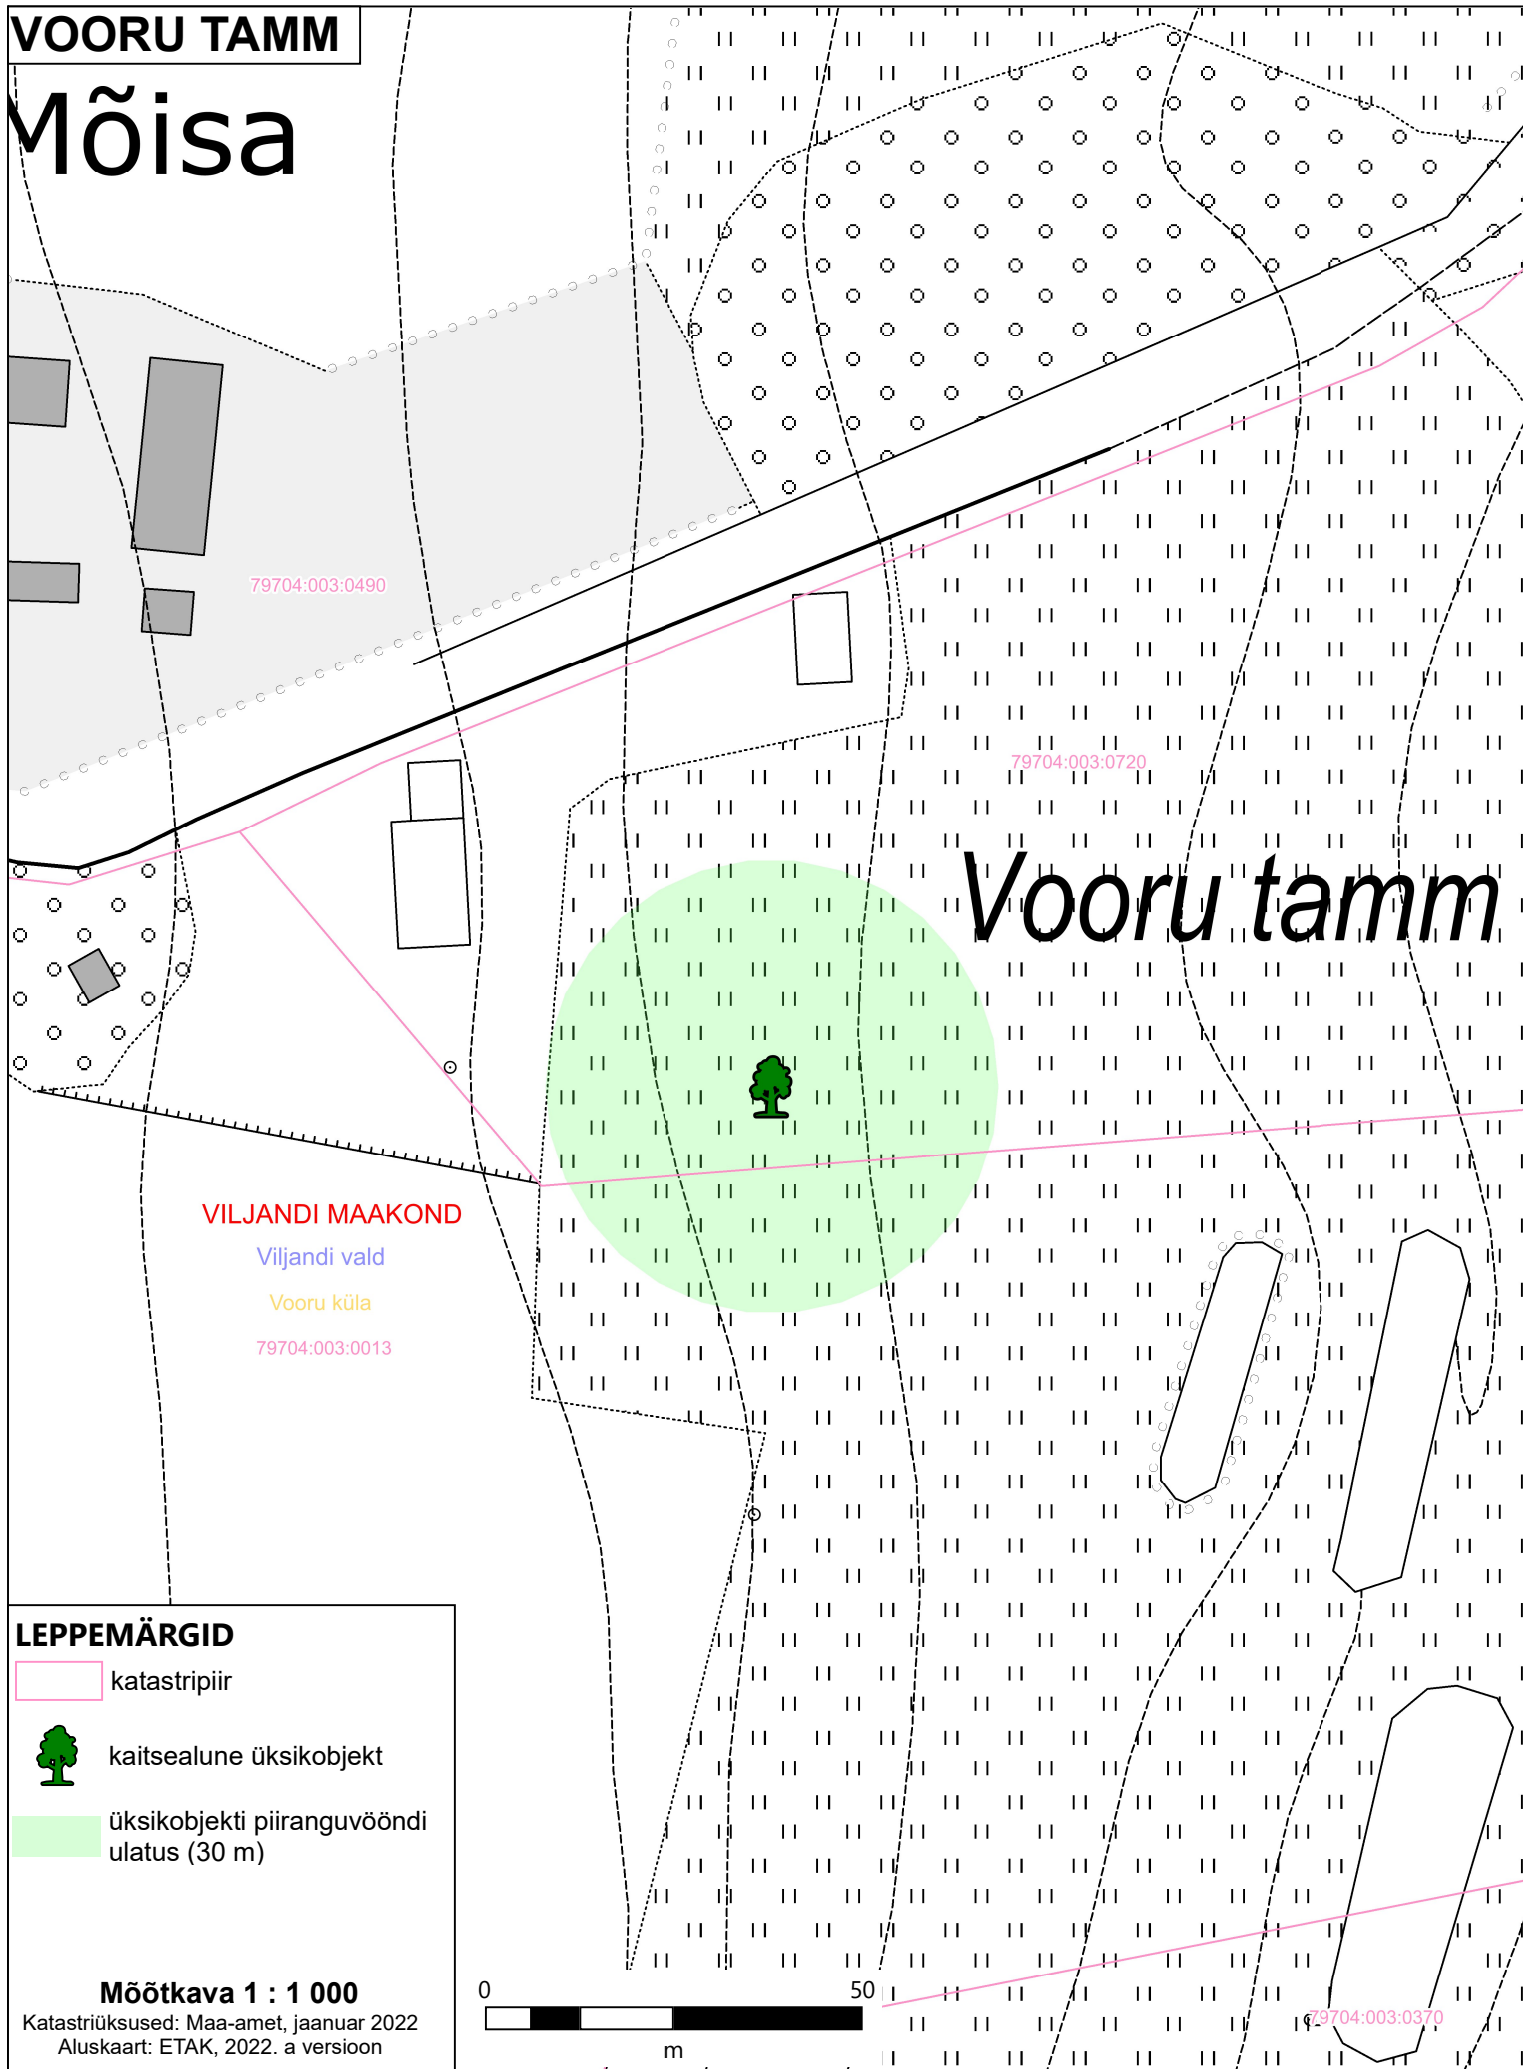 VOORU TAMM
Mõisa
79704:003:0490
79704:003:0720
Vooru tamm
VILJANDI MAAKOND
Viljandi vald
Vooru küla
79704:003:0013
LEPPEMÄRGID
katastripiir
kaitsealune üksikobjekt
üksikobjekti piiranguvööndi
ulatus (30 m)
Mõõtkava 1 : 1 000
Katastriüksused: Maa-amet, jaanuar 2022
Aluskaart: ETAK, 2022. a versioon
0 50
m
79704:003:0370